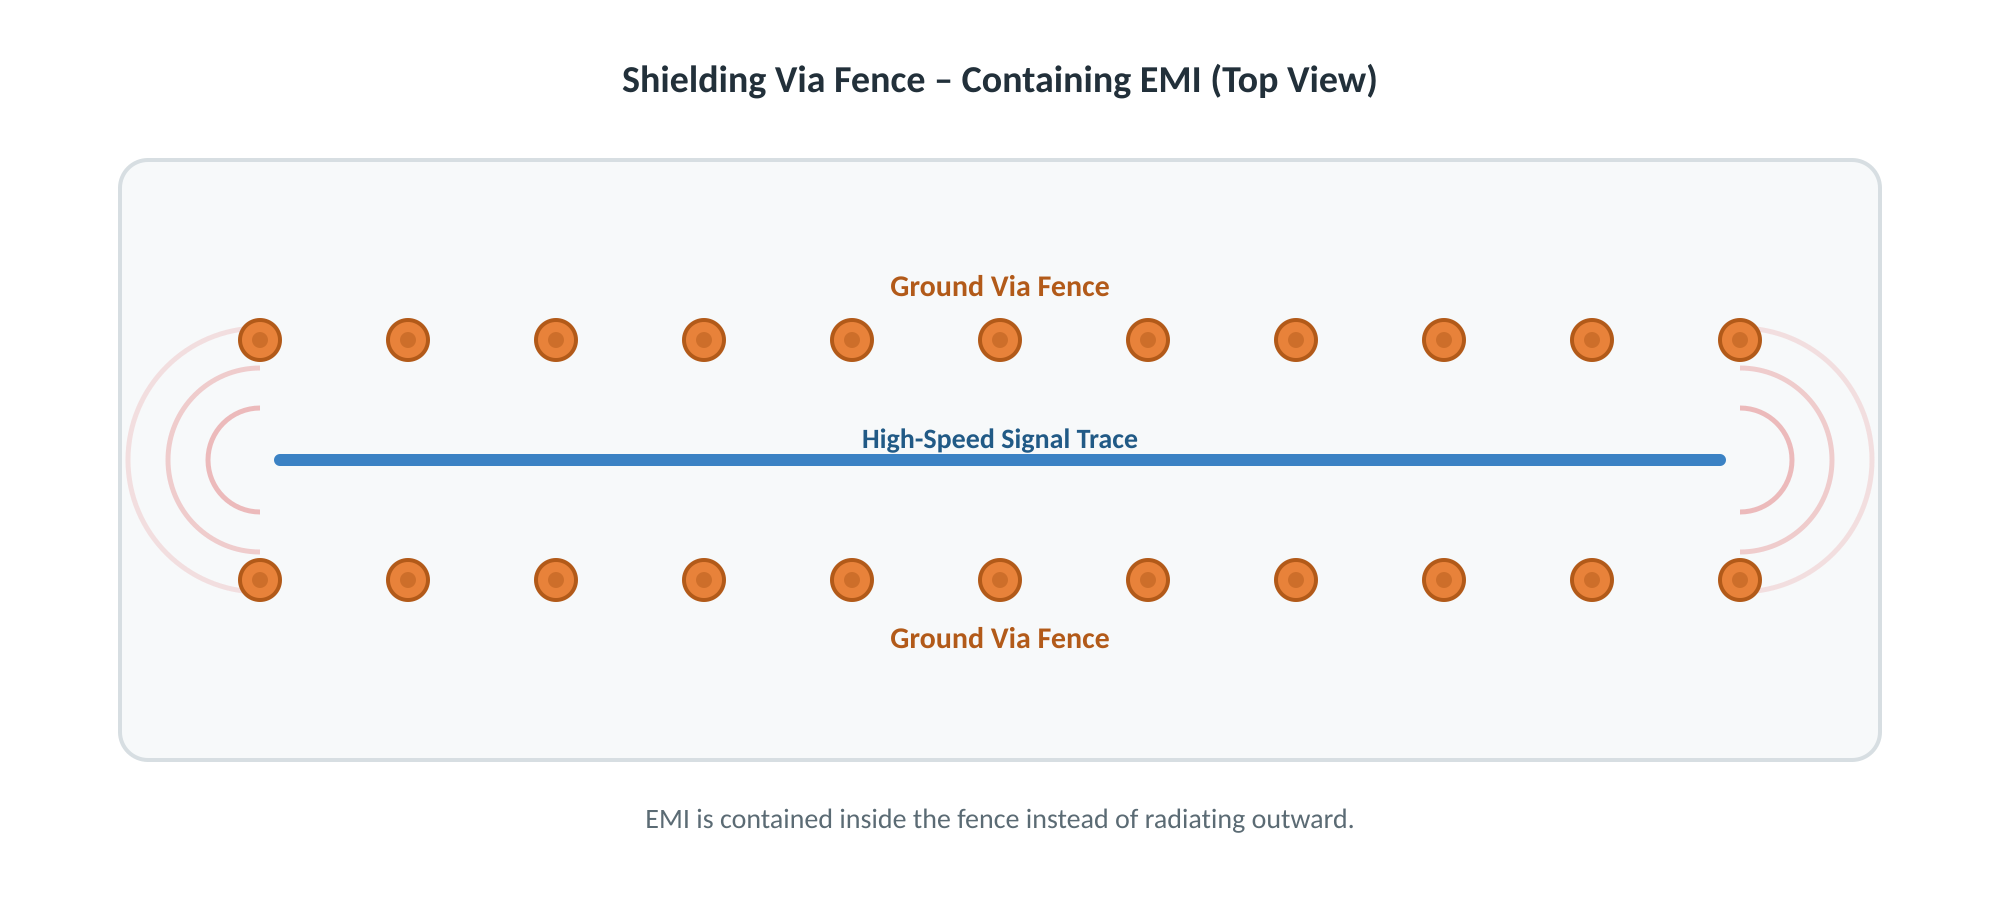 Shielding Via Fence – Containing EMI (Top View)
Ground Via Fence
High-Speed Signal Trace
Ground Via Fence
EMI is contained inside the fence instead of radiating outward.